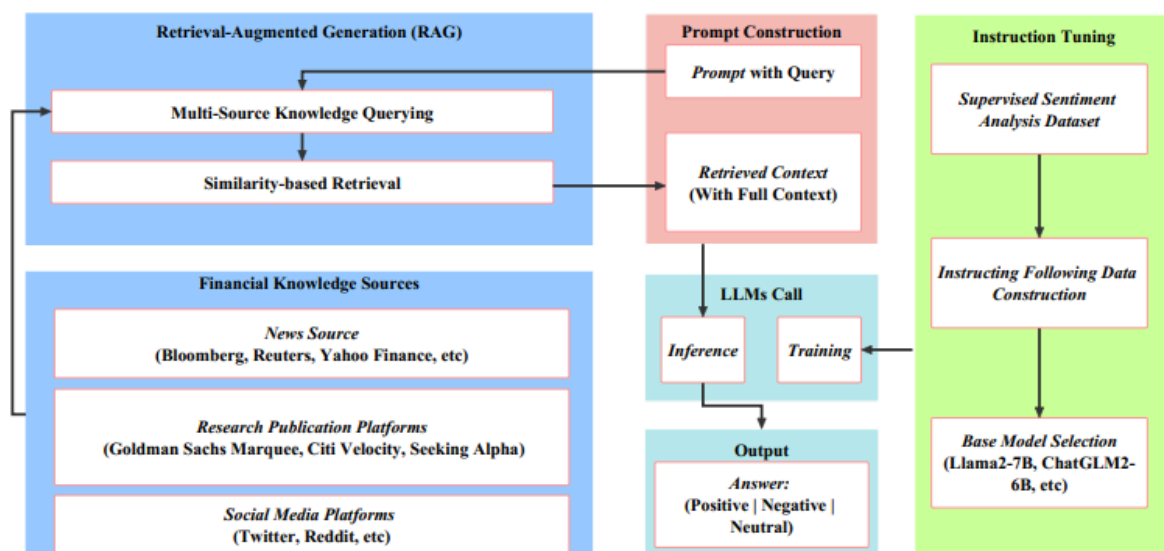 Retrieval-Augmented Generation (RAG)
Multi-Source Knowledge Querying
Similarity-based Retrieval
Financial Knowledge Sources
News Source
(Bloomberg, Reuters, Yahoo Finance, etc)
Research Publication Platforms
(Goldman Sachs Marquee, Citi Velocity, Seeking Alpha)
Social Media Platforms
(Twitter, Reddit, etc)
Prompt Construction
Prompt with Query
Retrieved Context
(With Full Context)
LLMs Call
Inference
Training
Output
Answer:
(Positive | Negative |
Neutral)
Instruction Tuning
Supervised Sentiment
Analysis Dataset
Instructing Following Data
Construction
Base Model Selection
(Llama2-7B, ChatGLM2-
6B, etc)